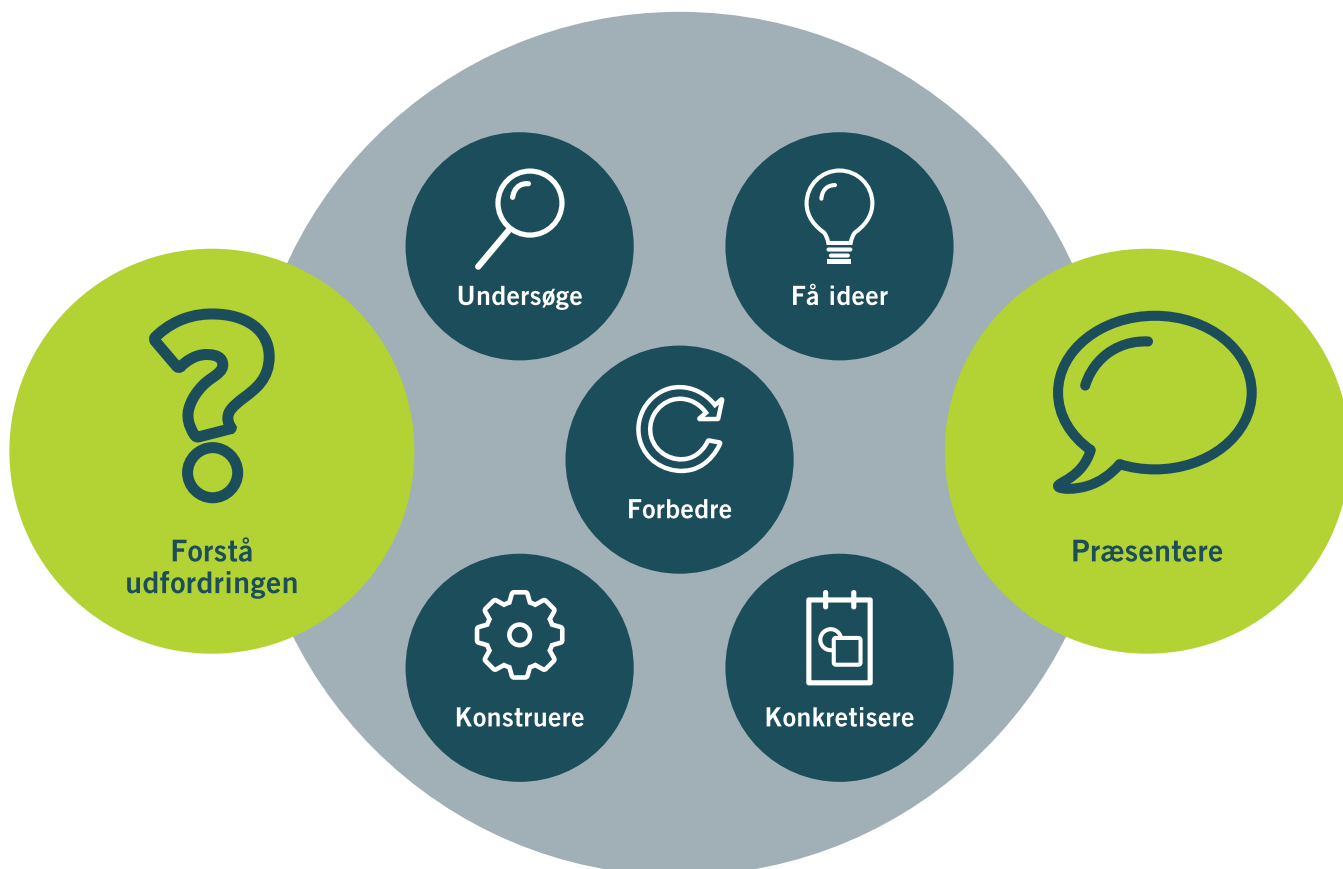 Undersøge
Få ideer
Forstå
udfordringen
Forbedre
Præsentere
Konstruere
Konkretisere